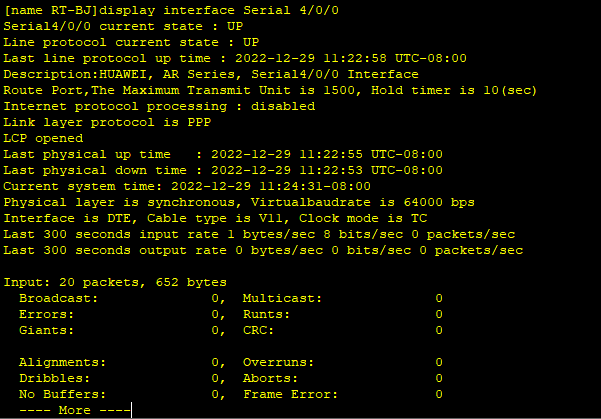 [name RT-BJ]display interface Serial 4/0/0
Serial4/0/0 current state : UP
Line protocol current state : UP
Last line protocol up time : 2022-12-29 11:22:58 UTC-08:00
Description:HUAWEI, AR Series, Serial4/0/0 Interface
Route Port,The Maximum Transmit Unit is 1500, Hold timer is 10(sec)
Internet protocol processing : disabled
Link layer protocol is PPP
LCP opened
Last physical up time   : 2022-12-29 11:22:55 UTC-08:00
Last physical down time : 2022-12-29 11:22:53 UTC-08:00
Current system time: 2022-12-29 11:24:31-08:00
Physical layer is synchronous, Virtualbaudrate is 64000 bps
Interface is DTE, Cable type is V11, Clock mode is TC
Last 300 seconds input rate 1 bytes/sec 8 bits/sec 0 packets/sec
Last 300 seconds output rate 0 bytes/sec 0 bits/sec 0 packets/sec
Input: 20 packets, 652 bytes
  Broadcast:              0,  Multicast:              0
  Errors:                 0,  Runts:                  0
  Giants:                 0,  CRC:                    0
  Alignments:             0,  Overruns:               0
  Dribbles:               0,  Aborts:                 0
  No Buffers:             0,  Frame Error:            0
  ---- More ----